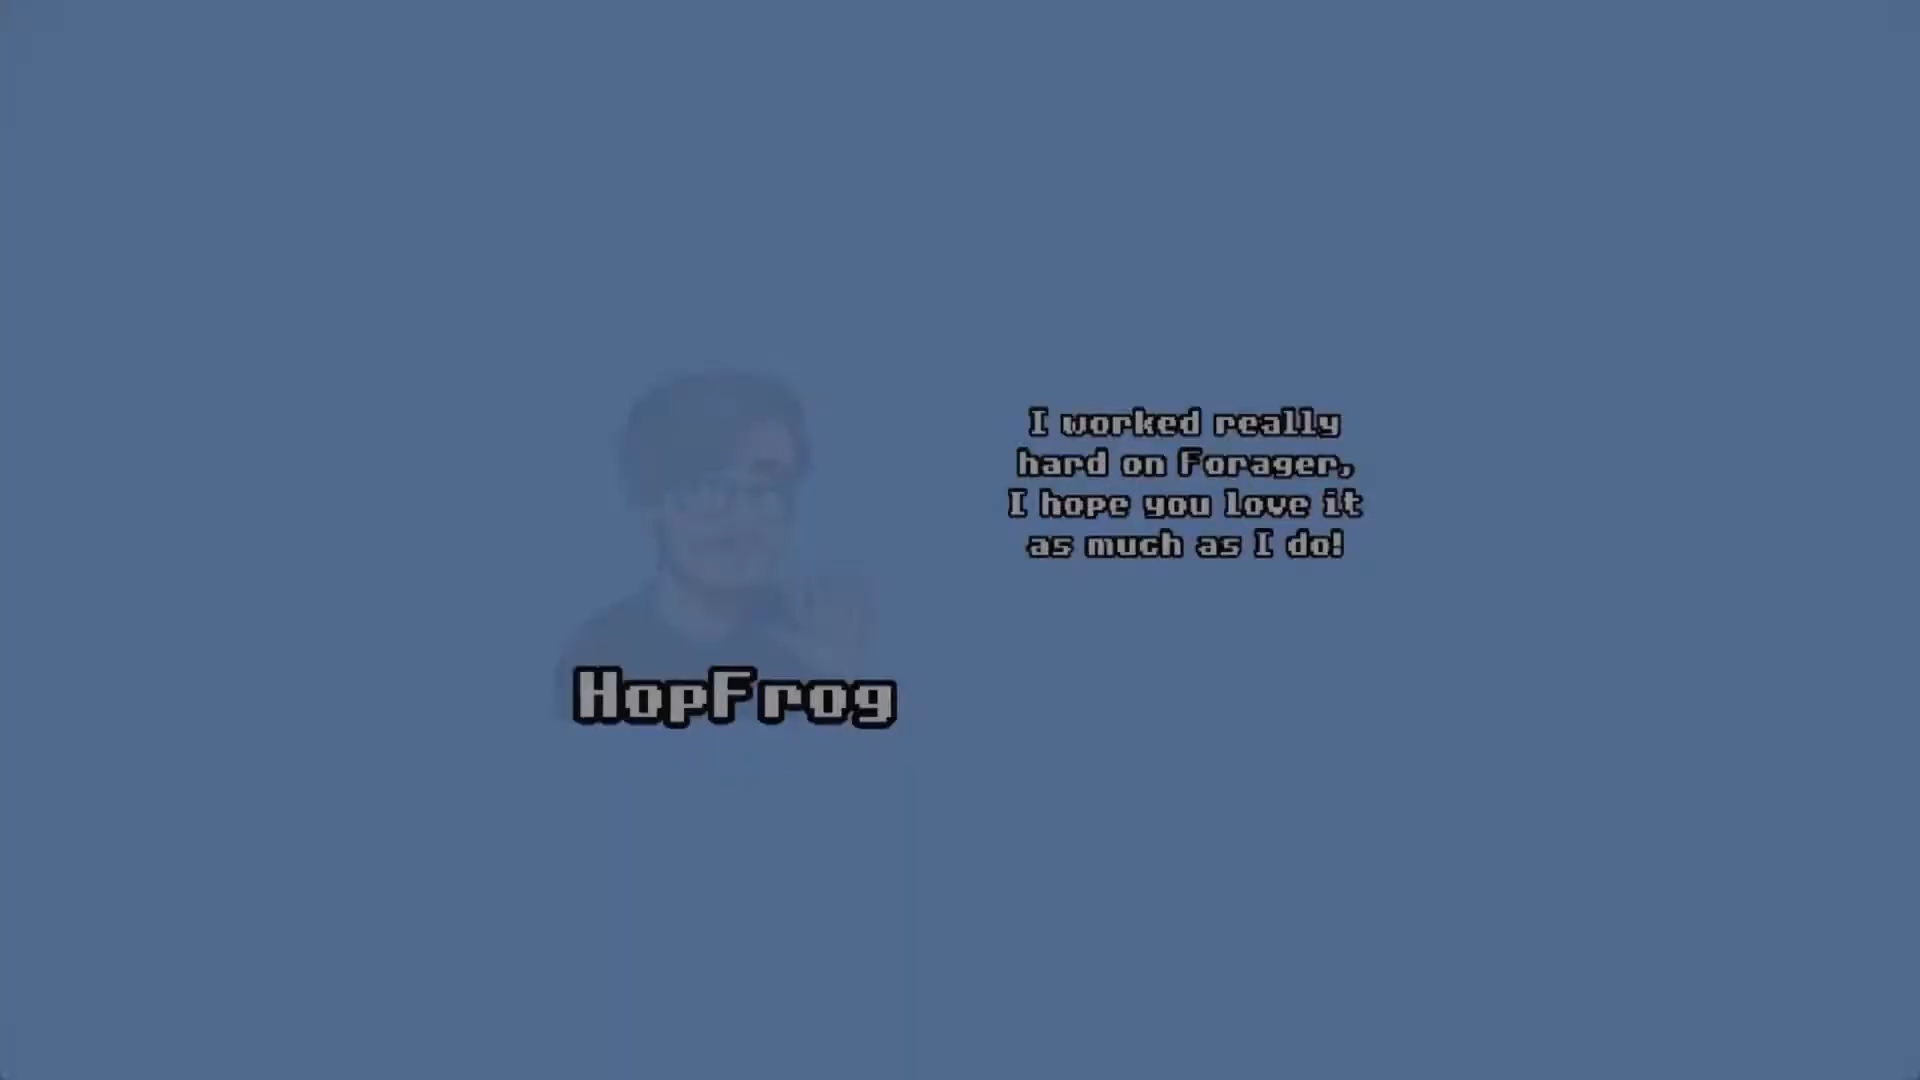 I worked really
hard on Forager,
I hope you love it
as much as I do!
HopFrog